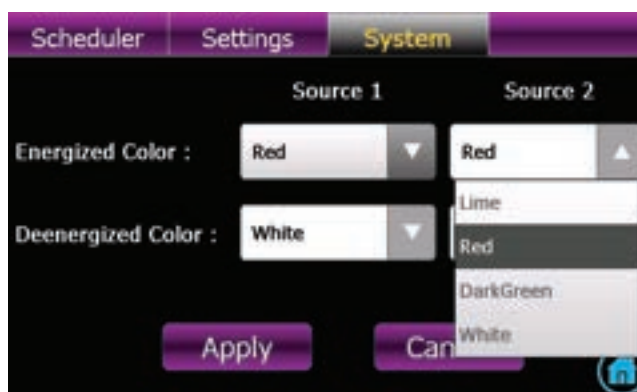 Scheduler Settings System
Source 1 Source 2
Energized Color : Red Red
Lime
Deenergized Color : White Red
DarkGreen
White
Apply Can